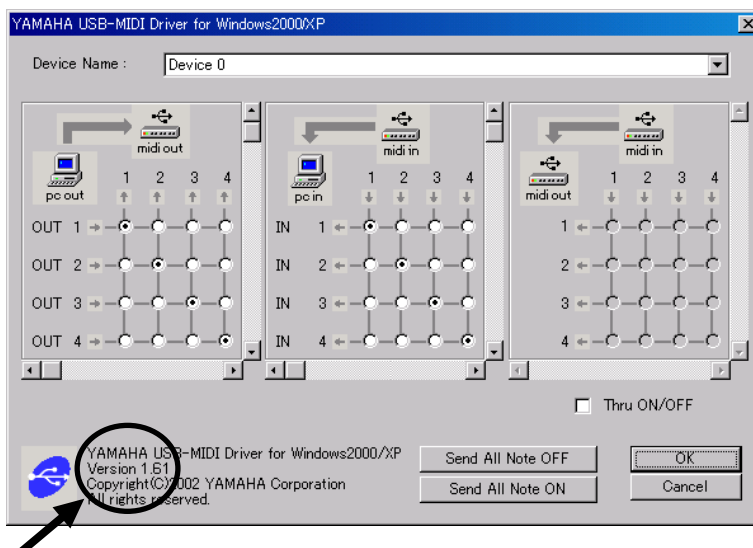 YAMAHA USB-MIDI Driver for Windows2000/XP
Device Name : Device 0
midi out
pc out 1 2 3 4
OUT 1
OUT 2
OUT 3
OUT 4
midi in
pc in 1 2 3 4
IN 1
IN 2
IN 3
IN 4
midi in
midi out 1 2 3 4
1
2
3
4
Thru ON/OFF
YAMAHA USB-MIDI Driver for Windows2000/XP
Version 1.61
Copyright(C)2002 YAMAHA Corporation
All rights reserved.
Send All Note OFF
Send All Note ON
OK
Cancel